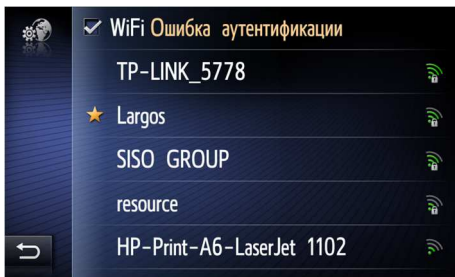 WiFi Ошибка аутентификации
TP-LINK_5778
Largos
SISO GROUP
resource
HP-Print-A6-LaserJet 1102